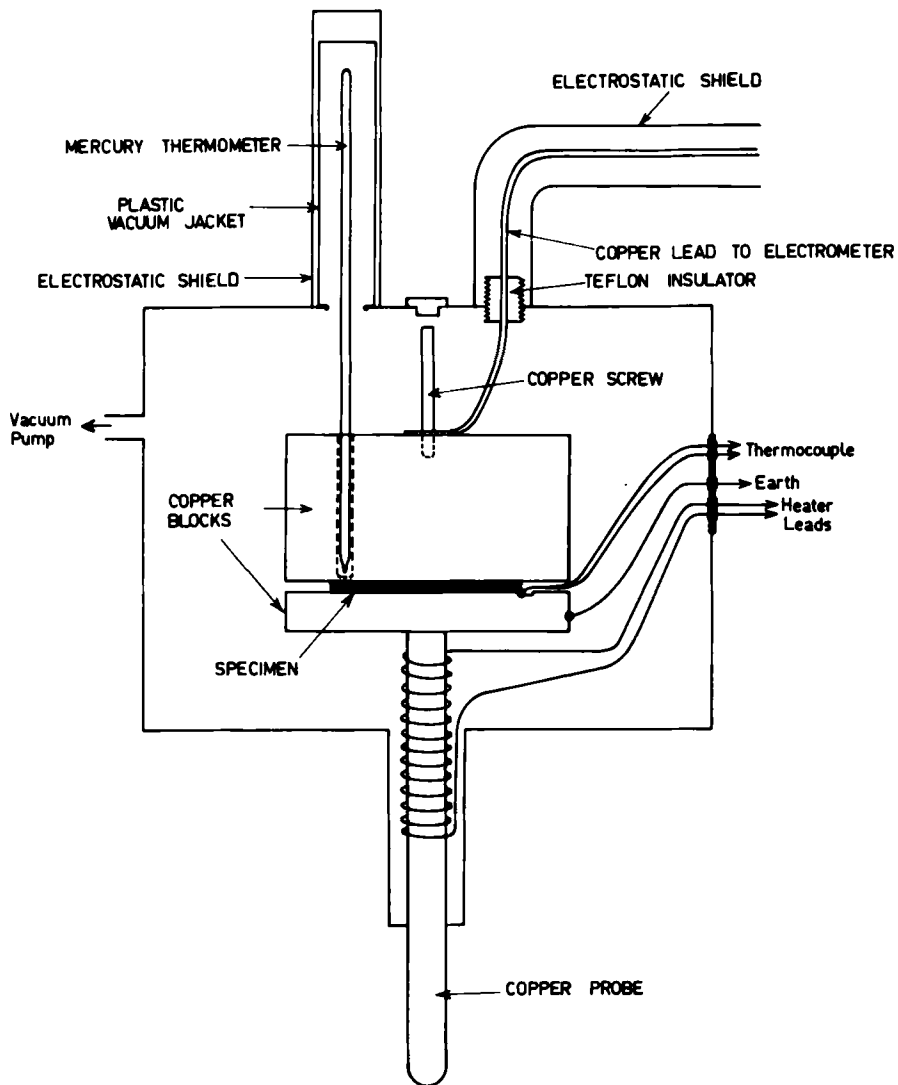 ELECTROSTATIC SHIELD
MERCURY THERMOMETER
PLASTIC
VACUUM JACKET
COPPER LEAD TO ELECTROMETER
ELECTROSTATIC SHIELD
TEFLON INSULATOR
COPPER SCREW
Vacuum
Pump
Thermocouple
Earth
Heater
Leads
COPPER
BLOCKS
SPECIMEN
COPPER PROBE